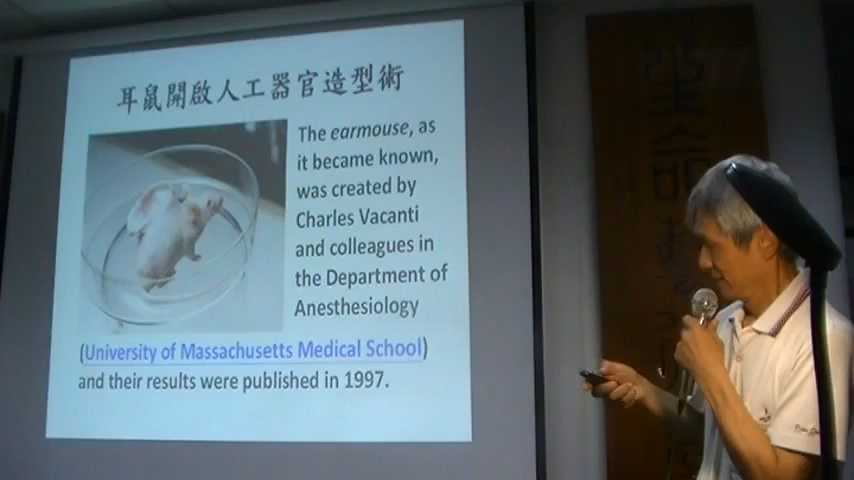 耳鼠開啟人工器官造型術
The earmouse, as
it became known,
was created by
Charles Vacanti
and colleagues in
the Department of
Anesthesiology
(University of Massachusetts Medical School)
and their results were published in 1997.
生命